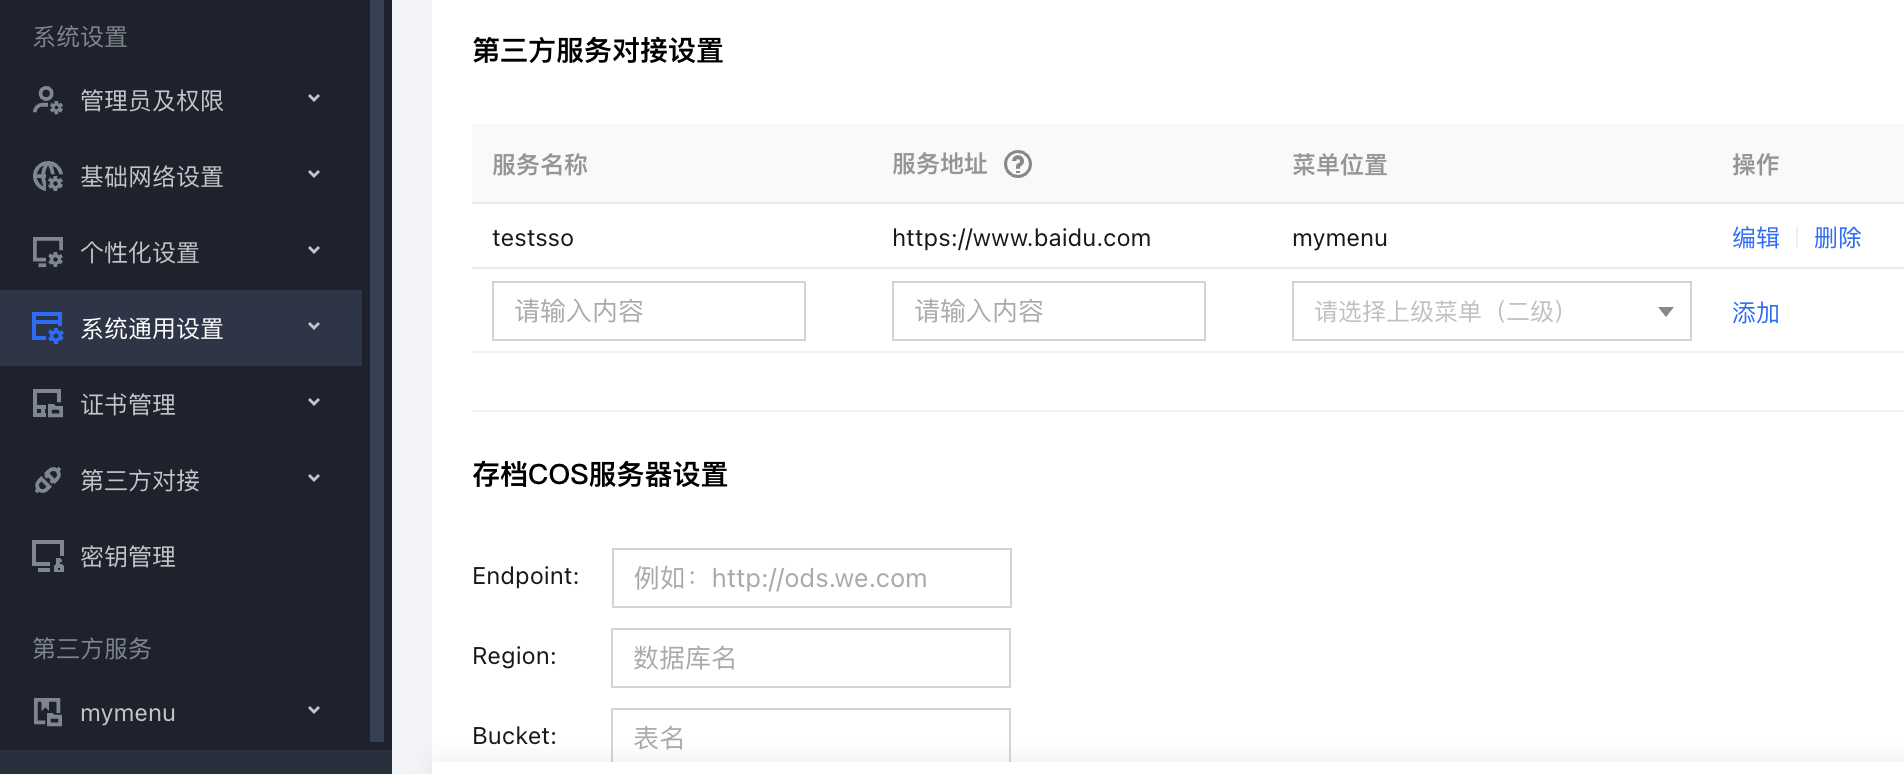 系统设置
管理员及权限
基础网络设置
个性化设置
系统通用设置
证书管理
第三方对接
密钥管理
第三方服务
mymenu
第三方服务对接设置
服务名称 服务地址 ? 菜单位置 操作
testsso https://www.baidu.com mymenu 编辑 删除
请输入内容 请输入内容 请选择上级菜单（二级） 添加
存档COS服务器设置
Endpoint: 例如：http://ods.we.com
Region: 数据库名
Bucket: 表名